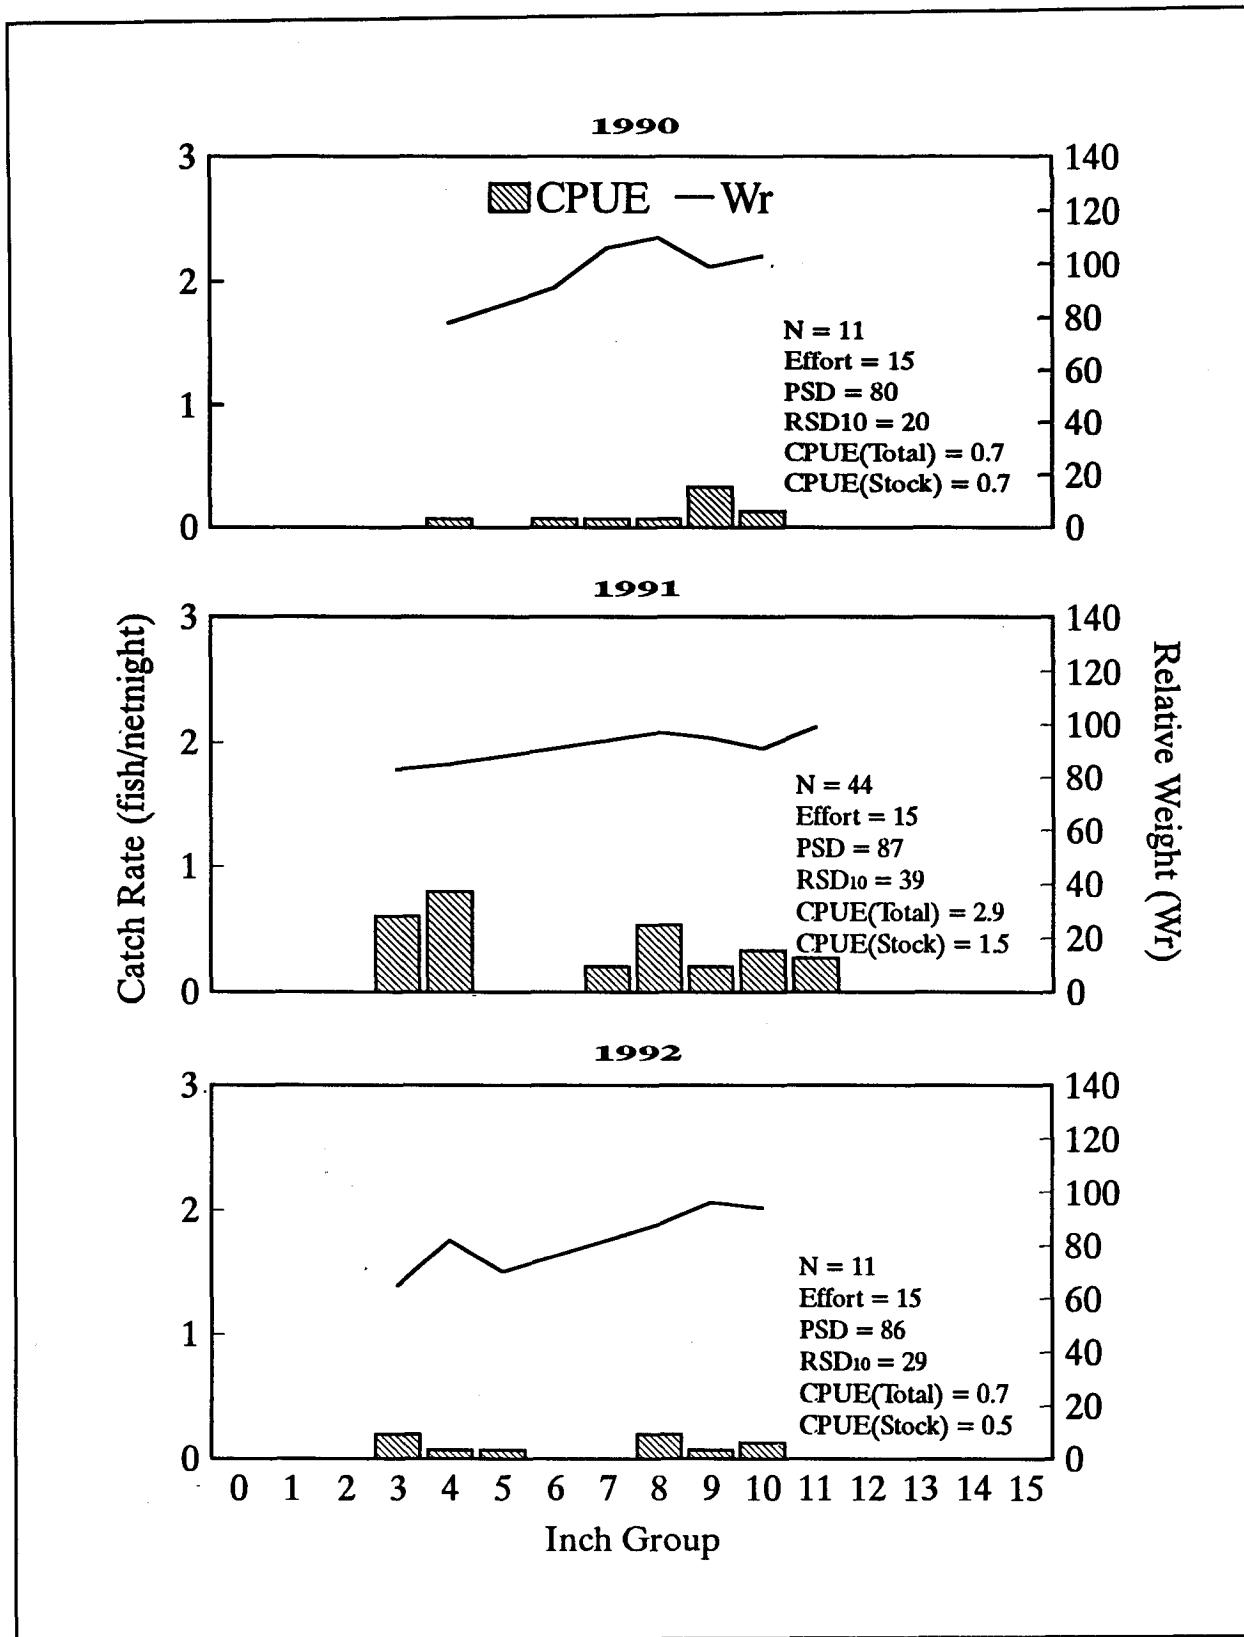 1990
3
2
1
0
CPUE Wr
140
120
100
80
60
40
20
0
N = 11
Effort = 15
PSD = 80
RSD10 = 20
CPUE(Total) = 0.7
CPUE(Stock) = 0.7
Catch Rate (fish/netnight)
1991
3
2
1
0
140
120
100
80
60
40
20
0
N = 44
Effort = 15
PSD = 87
RSD10 = 39
CPUE(Total) = 2.9
CPUE(Stock) = 1.5
Relative Weight (Wr)
1992
3
2
1
0
140
120
100
80
60
40
20
0
N = 11
Effort = 15
PSD = 86
RSD10 = 29
CPUE(Total) = 0.7
CPUE(Stock) = 0.5
0 1 2 3 4 5 6 7 8 9 10 11 12 13 14 15
Inch Group